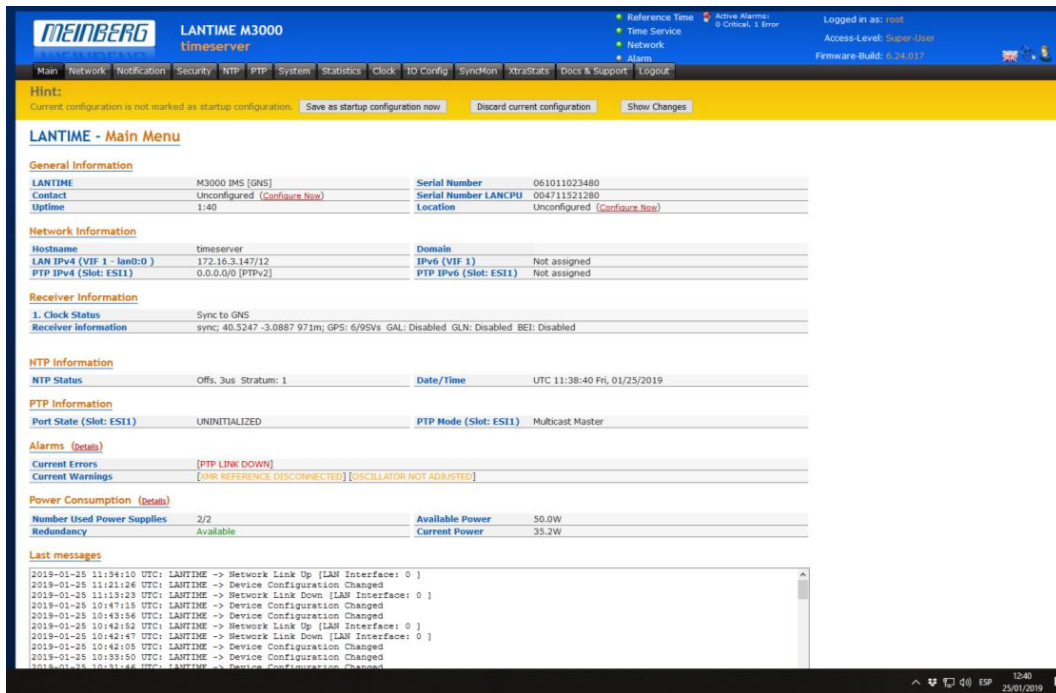 MEINBERG
LANTIME M3000
timeserver
Reference Time
Time Service
Network
Alarm
Active Alarms:
0 Critical, 1 Error
Logged in as: root
Access-Level: Super-User
Firmware-Build: 6.24.017
Main Network Notification Security NTP PTP System Statistics Clock IO Config SyncMon XtraStats Docs & Support Logout
Hint:
Current configuration is not marked as startup configuration. Save as startup configuration now Discard current configuration Show Changes
LANTIME - Main Menu
General Information
LANTIME M3000 IMS [GNS] Serial Number 061011023480
Contact Unconfigured (Configure Now) Serial Number LANCPU 004711521280
Uptime 1:40 Location Unconfigured (Configure Now)
Network Information
Hostname timeserver Domain
LAN IPv4 (VIF 1 - lan0:0 ) 172.16.3.147/12 IPv6 (VIF 1) Not assigned
PTP IPv4 (Slot: ESI1) 0.0.0.0/0 [PTPv2] PTP IPv6 (Slot: ESI1) Not assigned
Receiver Information
1. Clock Status Sync to GNS
Receiver information sync; 40.5247 -3.0887 971m; GPS: 6/9SVs GAL: Disabled GLN: Disabled BEI: Disabled
NTP Information
NTP Status Offs. 3us Stratum: 1 Date/Time UTC 11:38:40 Fri, 01/25/2019
PTP Information
Port State (Slot: ESI1) UNINITIALIZED PTP Mode (Slot: ESI1) Multicast Master
Alarms (Details)
Current Errors [PTP LINK DOWN]
Current Warnings [XMR REFERENCE DISCONNECTED] [OSCILLATOR NOT ADJUSTED]
Power Consumption (Details)
Number Used Power Supplies 2/2 Available Power 50.0W
Redundancy Available Current Power 35.2W
Last messages
2019-01-25 11:34:10 UTC: LANTIME -> Network Link Up [LAN Interface: 0 ]
2019-01-25 11:21:26 UTC: LANTIME -> Device Configuration Changed
2019-01-25 11:13:23 UTC: LANTIME -> Network Link Down [LAN Interface: 0 ]
2019-01-25 10:47:15 UTC: LANTIME -> Device Configuration Changed
2019-01-25 10:43:56 UTC: LANTIME -> Device Configuration Changed
2019-01-25 10:42:52 UTC: LANTIME -> Network Link Up [LAN Interface: 0 ]
2019-01-25 10:42:47 UTC: LANTIME -> Network Link Down [LAN Interface: 0 ]
2019-01-25 10:42:05 UTC: LANTIME -> Device Configuration Changed
2019-01-25 10:33:50 UTC: LANTIME -> Device Configuration Changed
2019-01-25 10:31:46 UTC: LANTIME -> Device Configuration Changed
ESP
12:40
25/01/2019